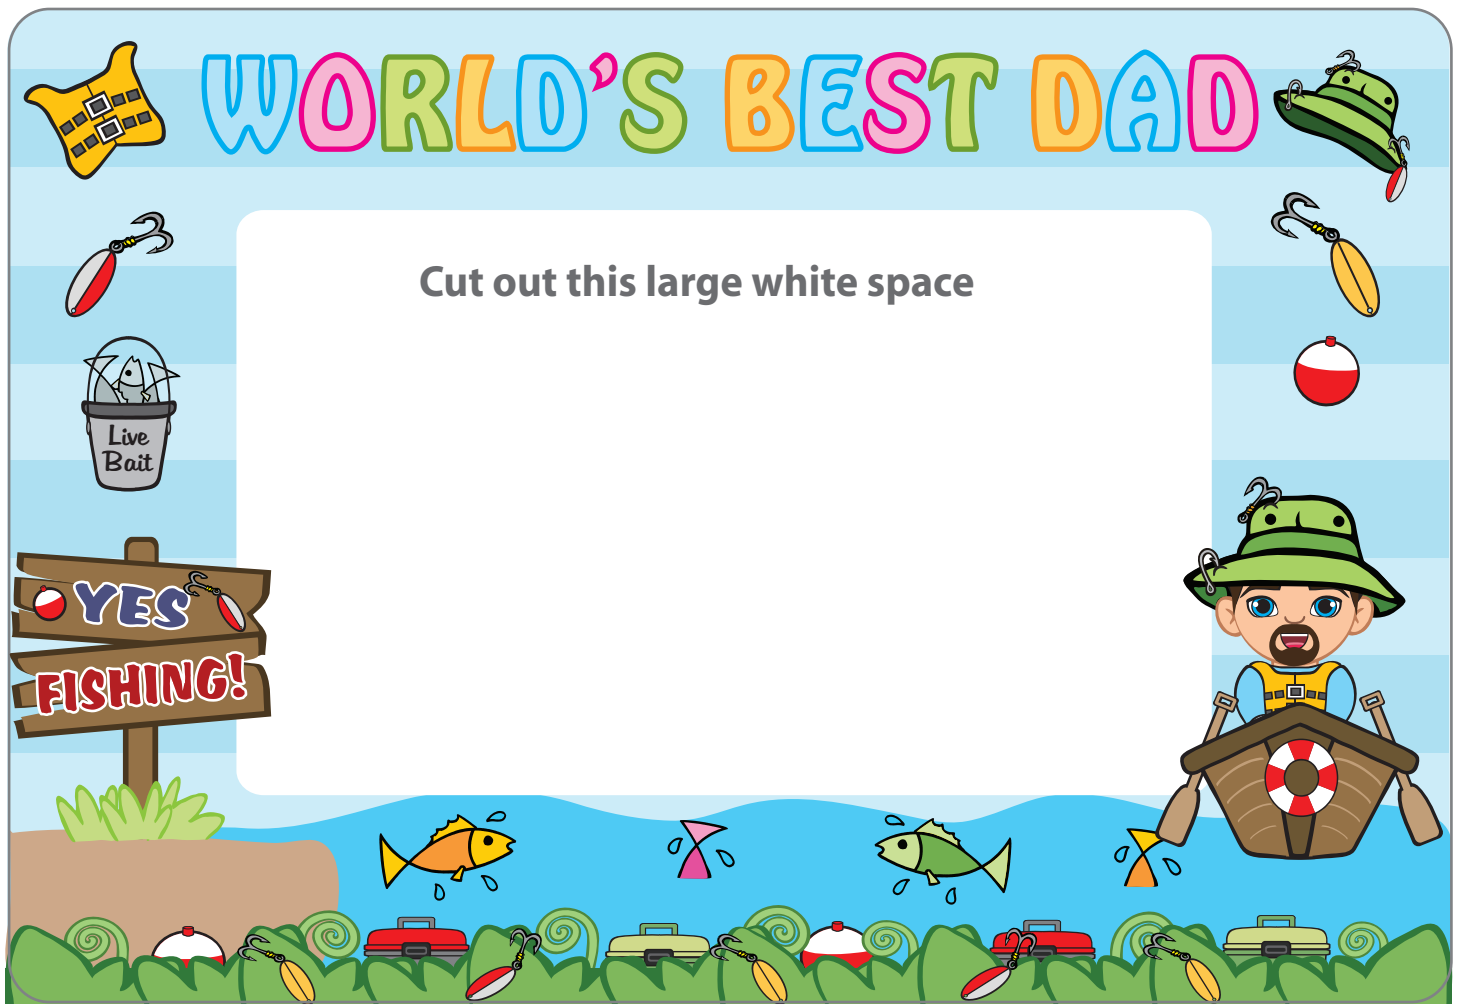 WORLD'S BEST DAD
Cut out this large white space
Live
Bait
YES
FISHING!